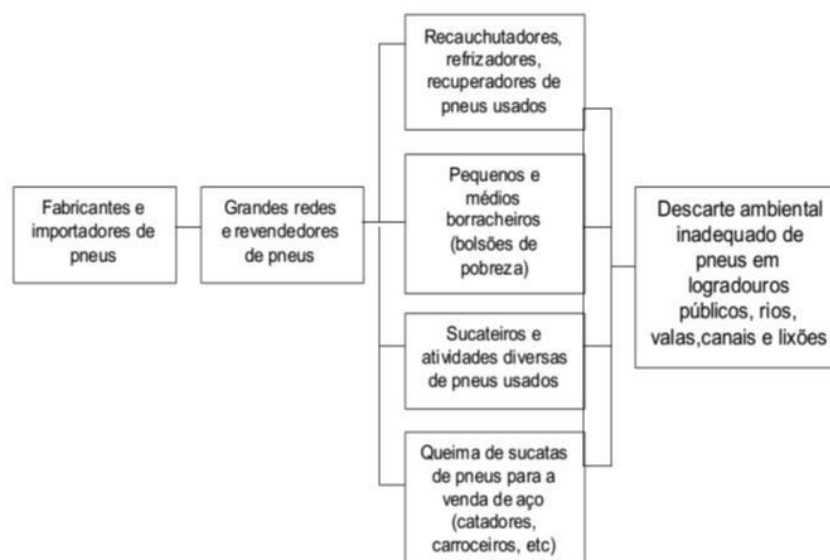 Fabricantes e
importadores de
pneus
Grandes redes
e revendedores
de pneus
Recauchutadores,
refrizadores,
recuperadores de
pneus usados
Pequenos e
médios
borracheiros
(bolsões de
pobreza)
Sucateiros e
atividades diversas
de pneus usados
Queima de sucatas
de pneus para a
venda de aço
(catadores,
carroceiros, etc)
Descarte ambiental
inadequado de
pneus em
logradouros
públicos, rios,
valas,canais e lixões